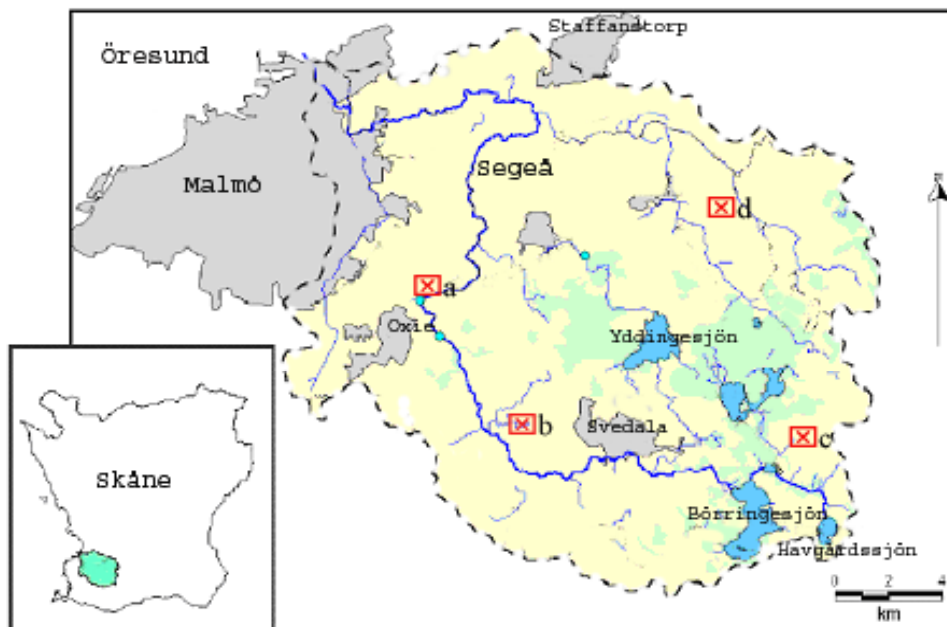 Staffanstorp
Öresund
Segeå
Malmö
d
a
Oxie
Yddingesjön
b
Svedala
c
Skåne
Börringesjön
Havgårdssjön
0 2 4
km